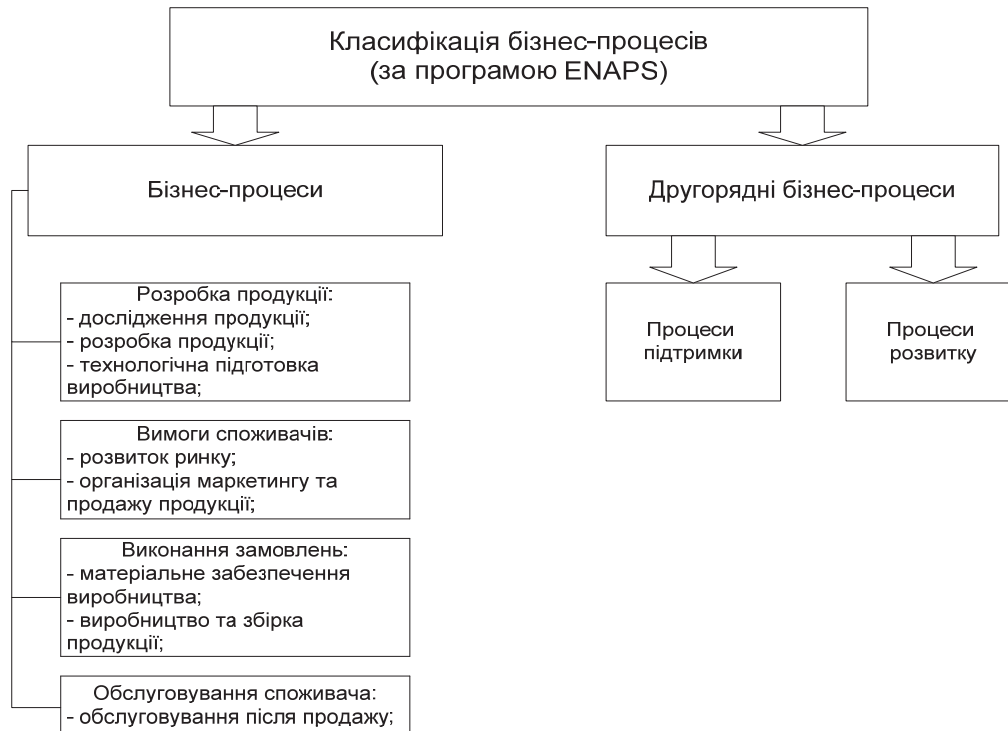 Класифікація бізнес-процесів
(за програмою ENAPS)
Бізнес-процеси
Другорядні бізнес-процеси
Розробка продукції:
- дослідження продукції;
- розробка продукції;
- технологічна підготовка
виробництва;
Вимоги споживачів:
- розвиток ринку;
- організація маркетингу та
продажу продукції;
Виконання замовлень:
- матеріальне забезпечення
виробництва;
- виробництво та збірка
продукції;
Обслуговування споживача:
- обслуговування після продажу;
Процеси
підтримки
Процеси
розвитку